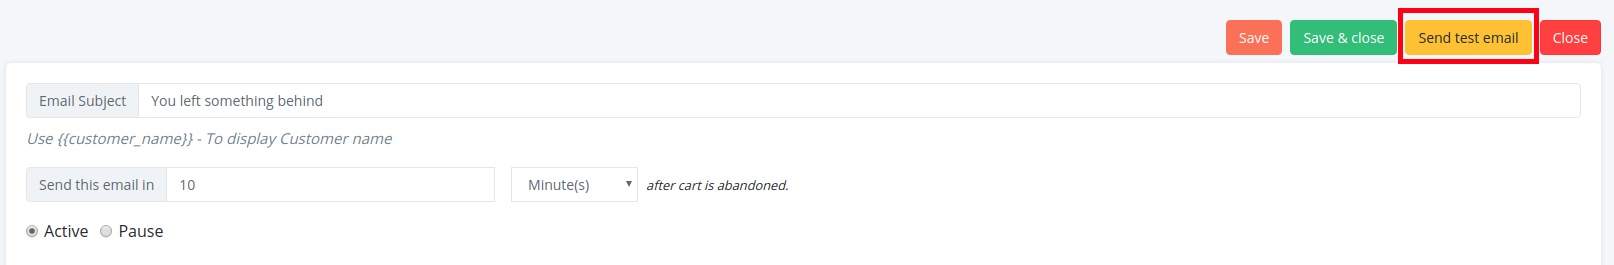 Save Save & close Send test email Close
Email Subject You left something behind
Use {{customer_name}} - To display Customer name
Send this email in 10 Minute(s) after cart is abandoned.
Active Pause